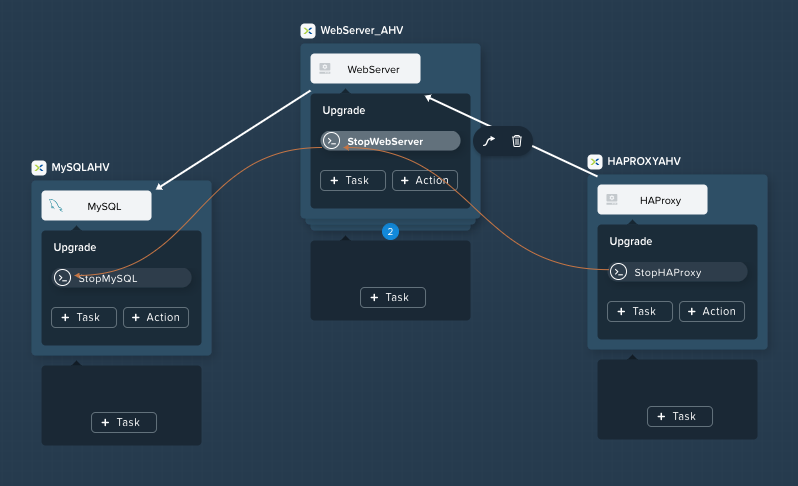 WebServer_AHV
WebServer
Upgrade
StopWebServer
+ Task
+ Action
2
+ Task
MySQLAHV
MySQL
Upgrade
StopMySQL
+ Task
+ Action
+ Task
HAPROXYAHV
HAProxy
Upgrade
StopHAProxy
+ Task
+ Action
+ Task